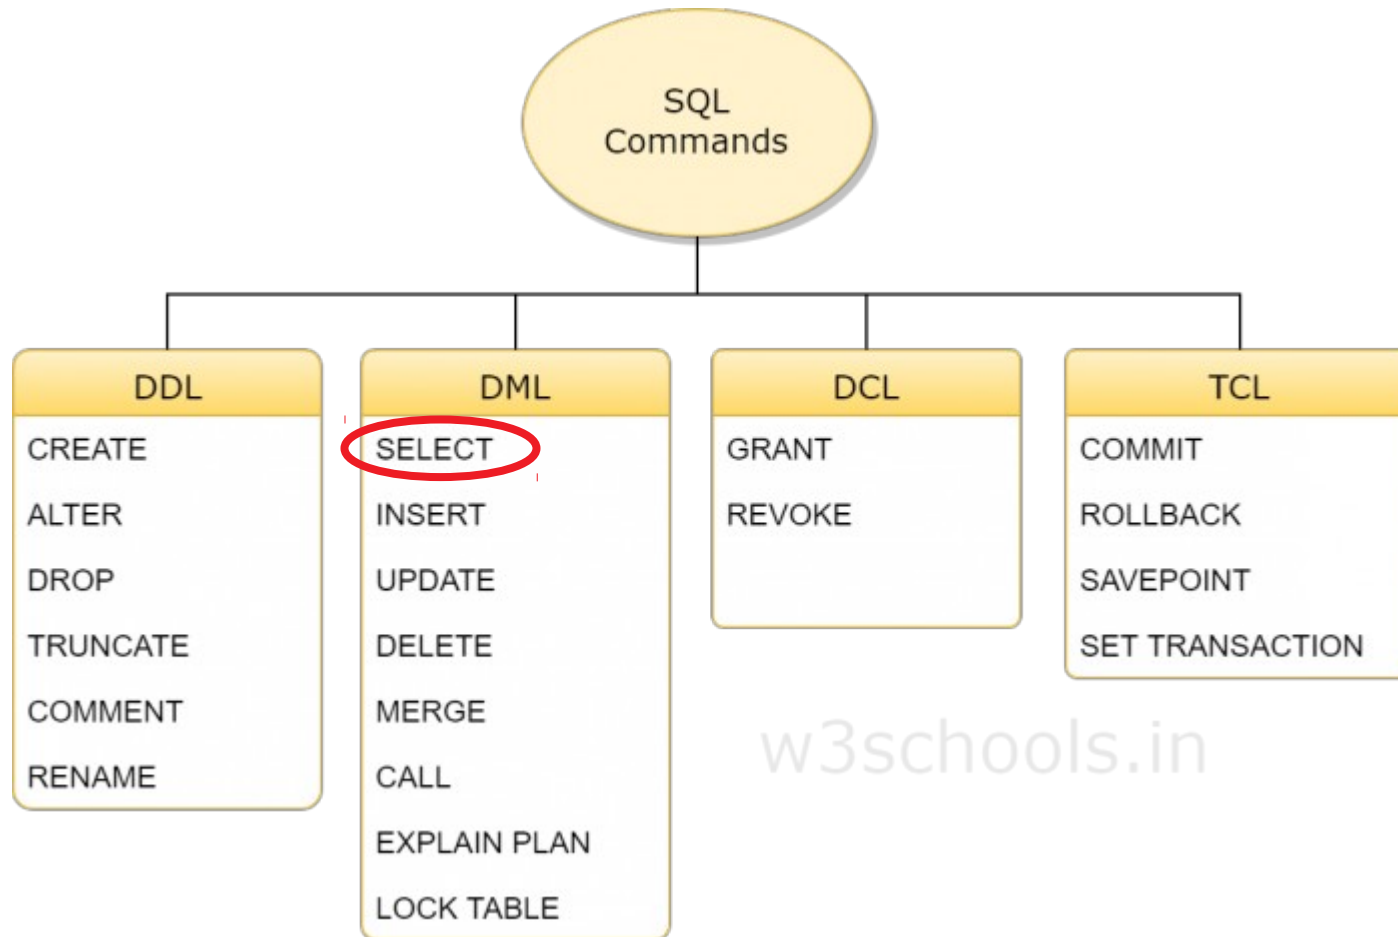 SQL
Commands
DDL
CREATE
ALTER
DROP
TRUNCATE
COMMENT
RENAME
DML
SELECT
INSERT
UPDATE
DELETE
MERGE
CALL
EXPLAIN PLAN
LOCK TABLE
DCL
GRANT
REVOKE
TCL
COMMIT
ROLLBACK
SAVEPOINT
SET TRANSACTION
w3schools.in